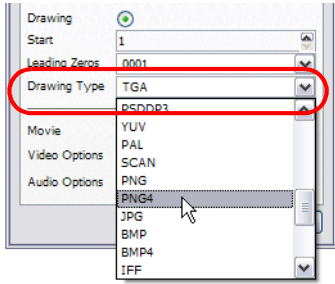 Drawing
Start 1
Leading Zeros 0001
Drawing Type TGA
PSDDP3
Movie YUV
PAL
Video Options SCAN
PNG
Audio Options PNG4
JPG
BMP
BMP4
IFF